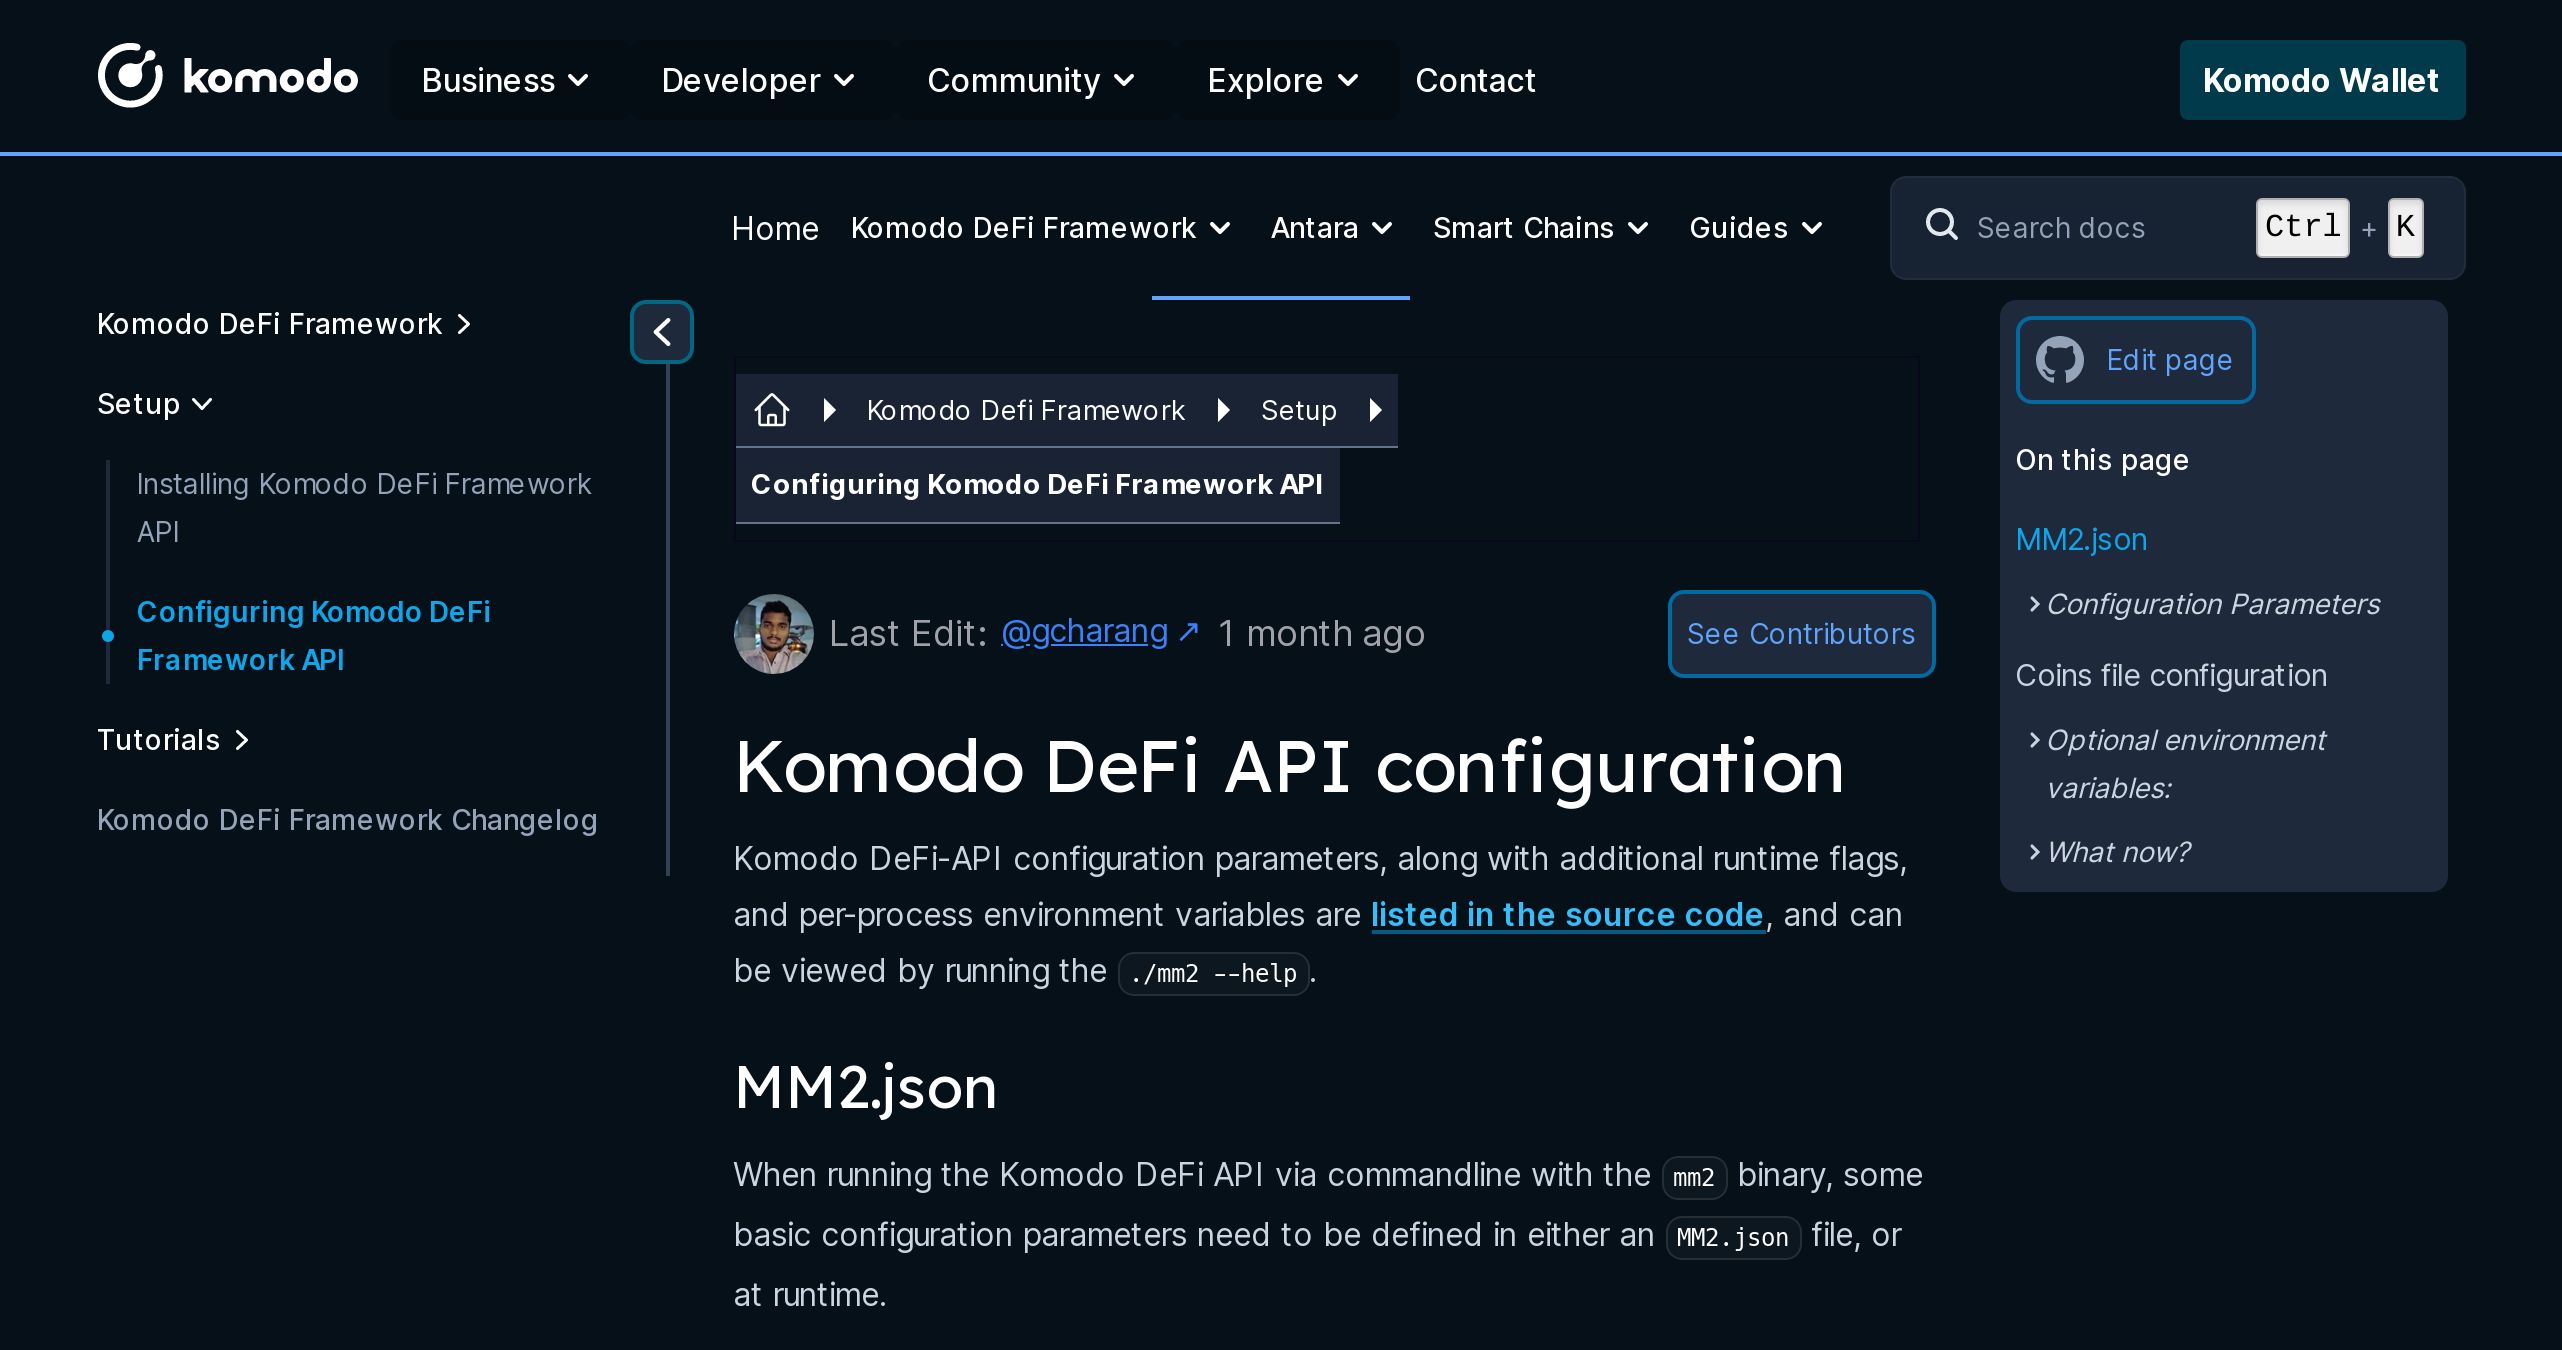 komodo
Business
Developer
Community
Explore
Contact
Komodo Wallet
Home
Komodo DeFi Framework
Antara
Smart Chains
Guides
Search docs
Ctrl + K
Komodo DeFi Framework
Setup
Installing Komodo DeFi Framework
API
Configuring Komodo DeFi
Framework API
Tutorials
Komodo DeFi Framework Changelog
Komodo Defi Framework
Setup
Configuring Komodo DeFi Framework API
Last Edit: @gcharang ↗ 1 month ago
See Contributors
Komodo DeFi API configuration
Komodo DeFi-API configuration parameters, along with additional runtime flags,
and per-process environment variables are listed in the source code, and can
be viewed by running the ./mm2 --help.
MM2.json
When running the Komodo DeFi API via commandline with the mm2 binary, some
basic configuration parameters need to be defined in either an MM2.json file, or
at runtime.
Edit page
On this page
MM2.json
Configuration Parameters
Coins file configuration
Optional environment
variables:
What now?